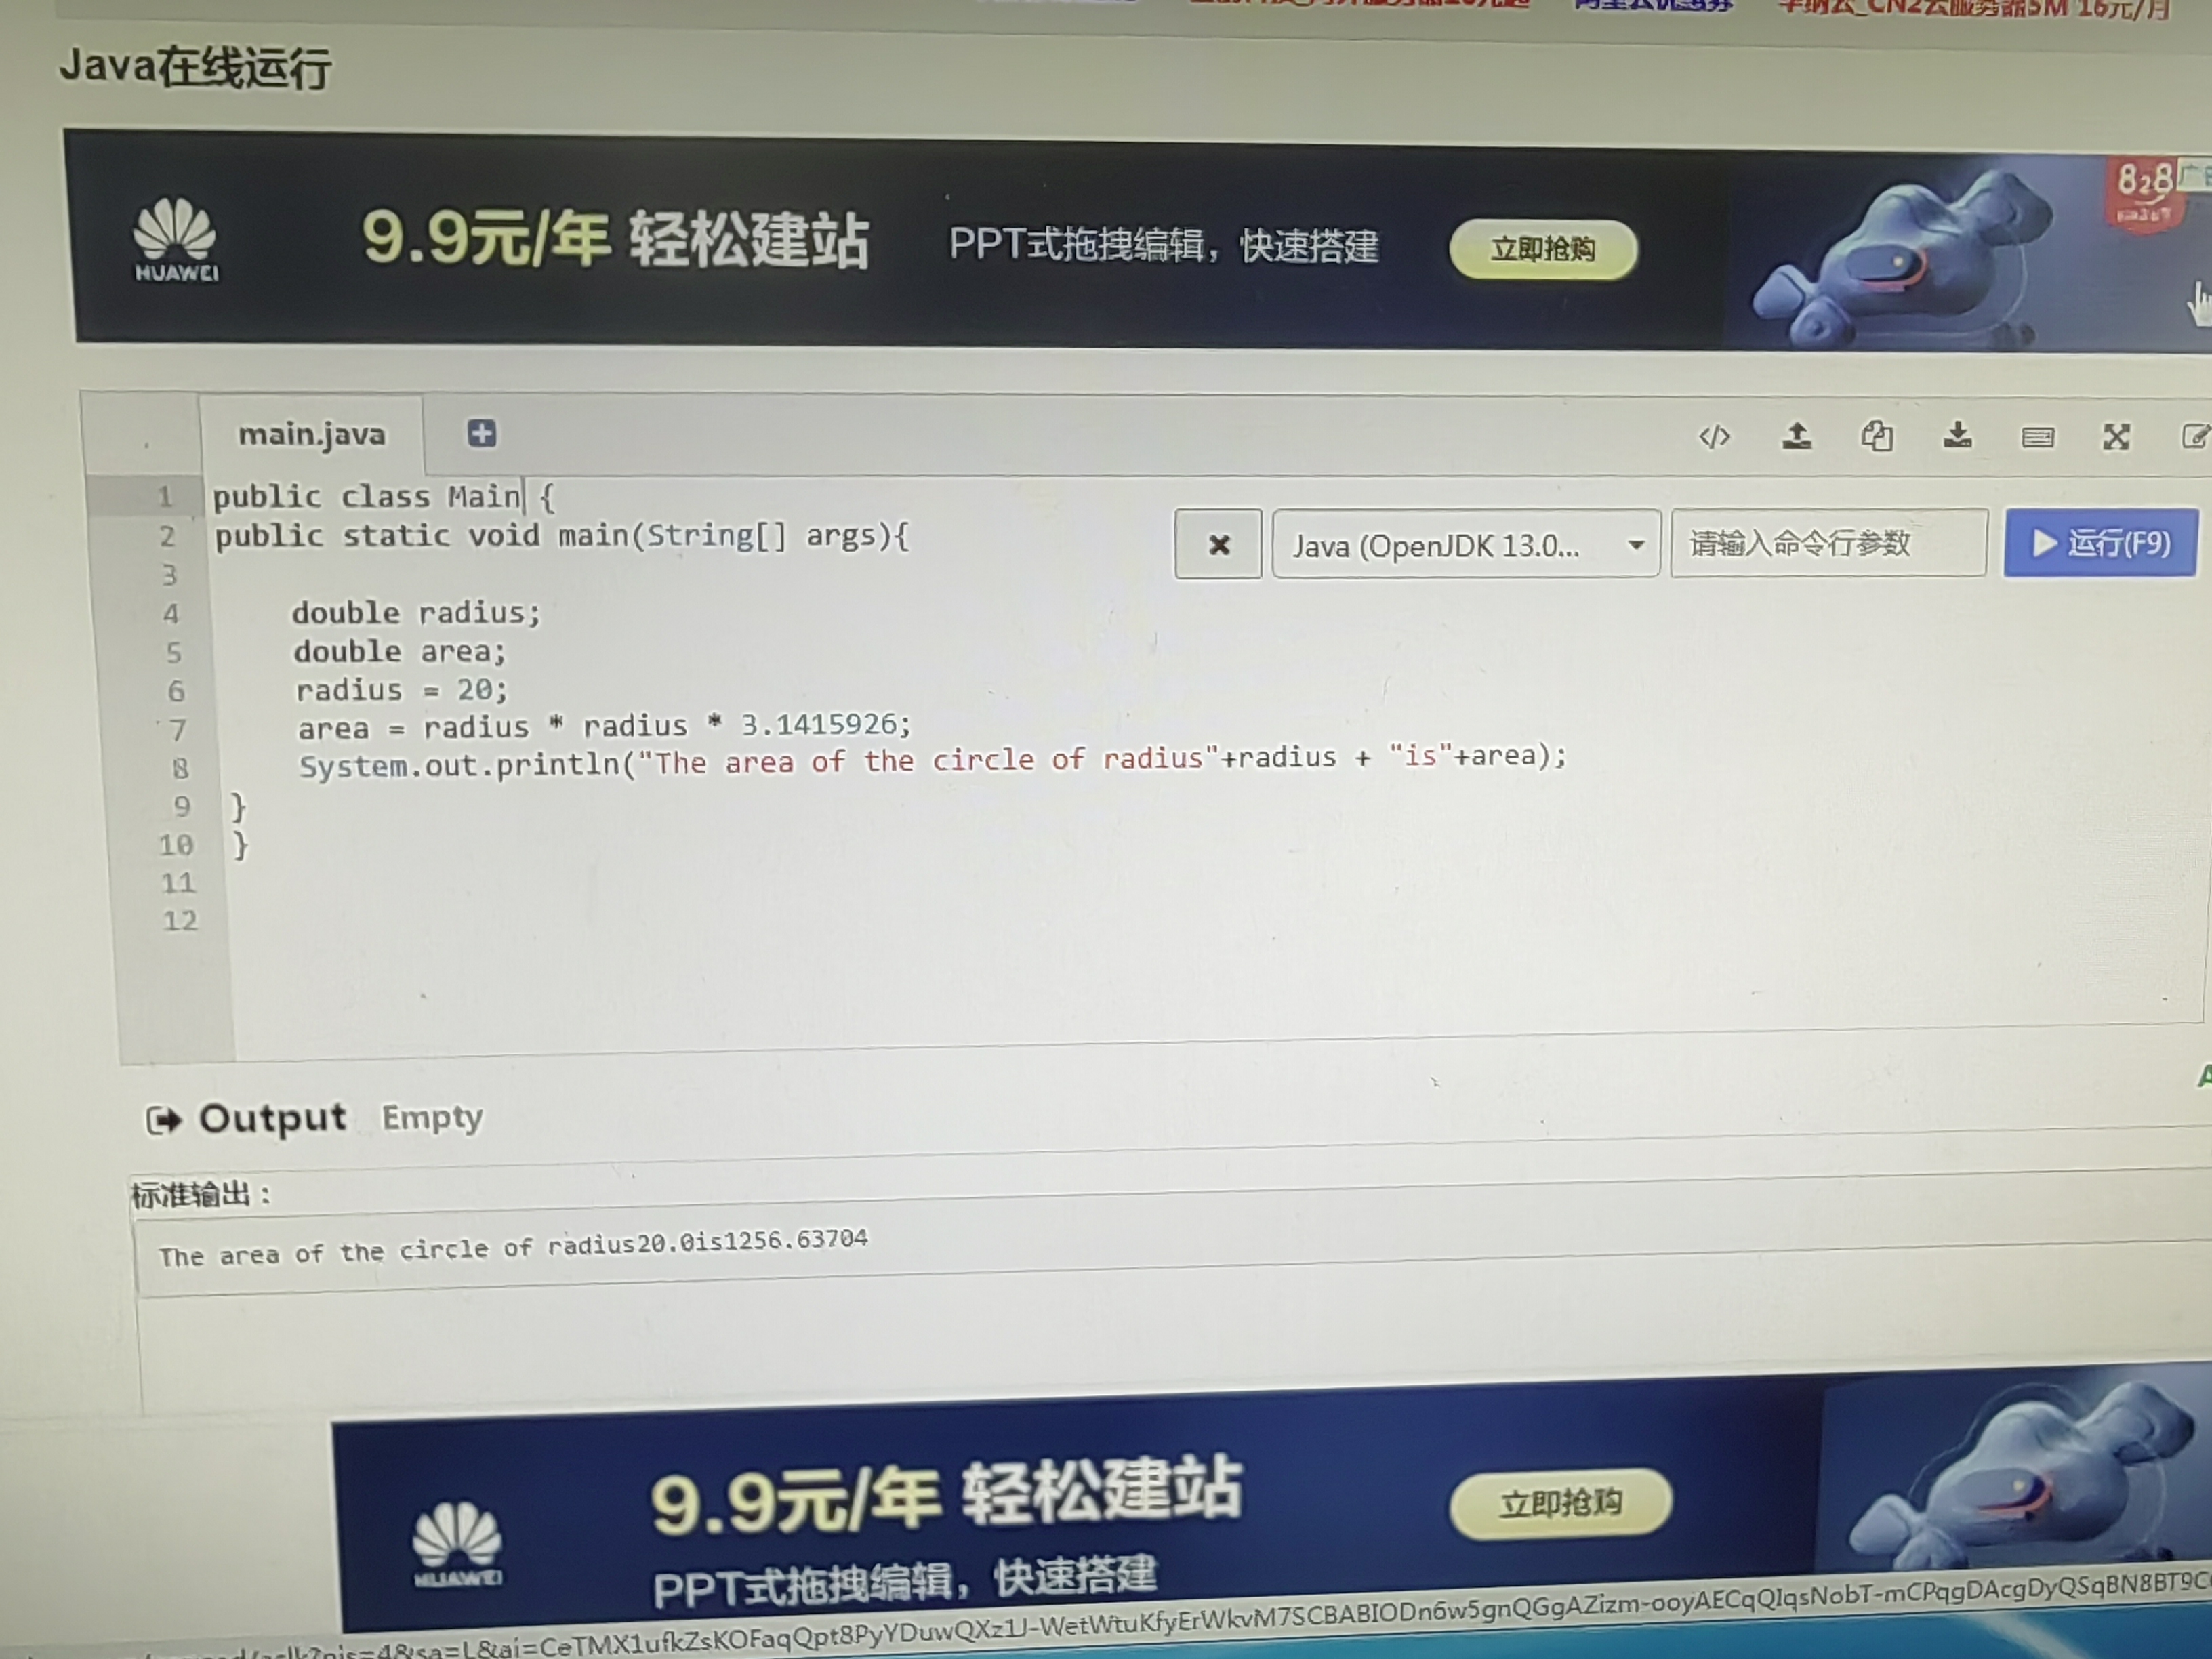 CN2云服务器5M 16元/月
Java在线运行
HUAWEI
9.9元/年 轻松建站
PPT式拖拽编辑，快速搭建
立即抢购
828
main.java
1 public class Main {
2 public static void main(String[] args){
3
4 double radius;
5 double area;
6 radius = 20;
7 area = radius * radius * 3.1415926;
8 System.out.println("The area of the circle of radius"+radius + "is"+area);
9 }
10 }
11
12
Java (OpenJDK 13.0...
请输入命令行参数
运行(F9)
Output Empty
标准输出：
The area of the circle of radius20.0is1256.63704
HUAWEI
9.9元/年 轻松建站
PPT式拖拽编辑，快速搭建
立即抢购
=4&sa=L&ai=CeTMX1ufkZsKOFaqQpt8PyYDuwQXz1J-WetWtuKfyErWkvM7SCBABIODn6w5gnQGgAZizm-ooyAECqQIqsNobT-mCPqgDAcgDyQSqBN8BT9C